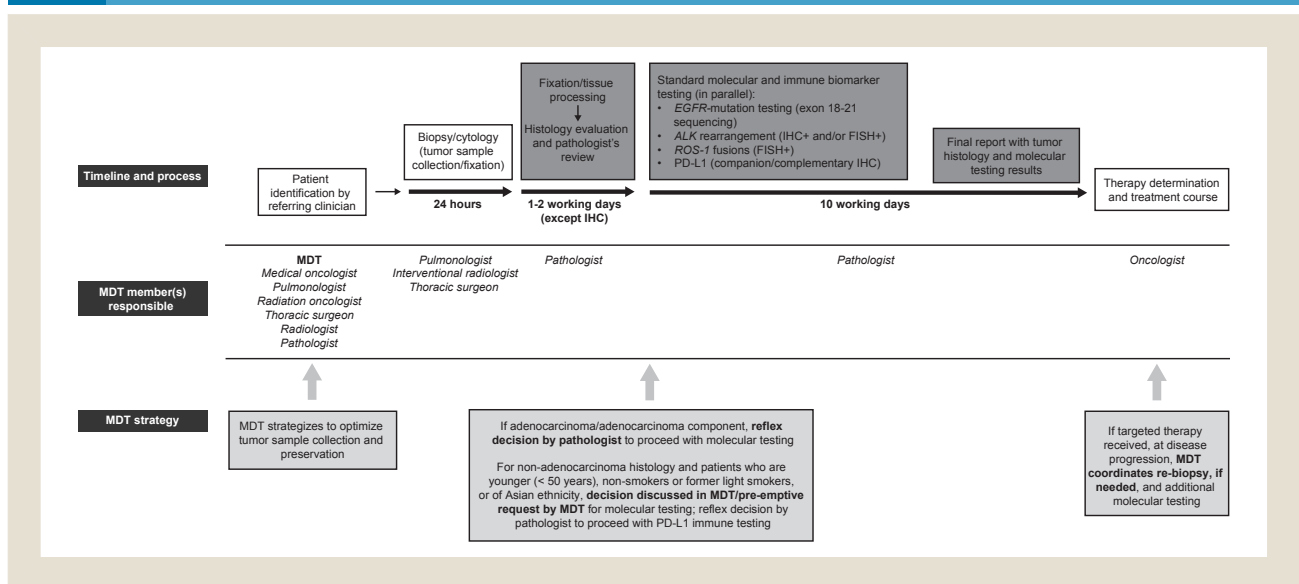 Timeline and process
Patient
identification by
referring clinician
Biopsy/cytology
(tumor sample
collection/fixation)
24 hours
Fixation/tissue
processing
Histology evaluation
and pathologist's
review
1-2 working days
(except IHC)
Standard molecular and immune biomarker
testing (in parallel):
• EGFR-mutation testing (exon 18-21
sequencing)
• ALK rearrangement (IHC+ and/or FISH+)
• ROS-1 fusions (FISH+)
• PD-L1 (companion/complementary IHC)
Final report with tumor
histology and molecular
testing results
10 working days
Therapy determination
and treatment course
MDT member(s)
responsible
MDT
Medical oncologist
Pulmonologist
Radiation oncologist
Thoracic surgeon
Radiologist
Pathologist
Pulmonologist
Interventional radiologist
Thoracic surgeon
Pathologist
Pathologist
Oncologist
MDT strategy
MDT strategizes to optimize
tumor sample collection and
preservation
If adenocarcinoma/adenocarcinoma component, reflex
decision by pathologist to proceed with molecular testing
For non-adenocarcinoma histology and patients who are
younger (< 50 years), non-smokers or former light smokers,
or of Asian ethnicity, decision discussed in MDT/pre-emptive
request by MDT for molecular testing; reflex decision by
pathologist to proceed with PD-L1 immune testing
If targeted therapy
received, at disease
progression, MDT
coordinates re-biopsy, if
needed, and additional
molecular testing